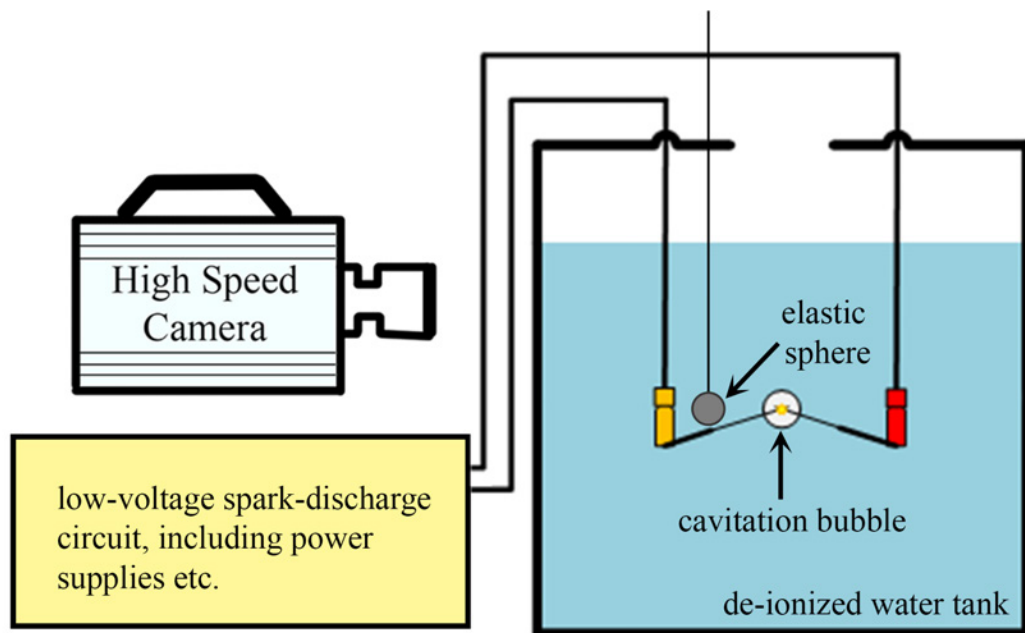 High Speed
Camera
low-voltage spark-discharge
circuit, including power
supplies etc.
elastic
sphere
cavitation bubble
de-ionized water tank